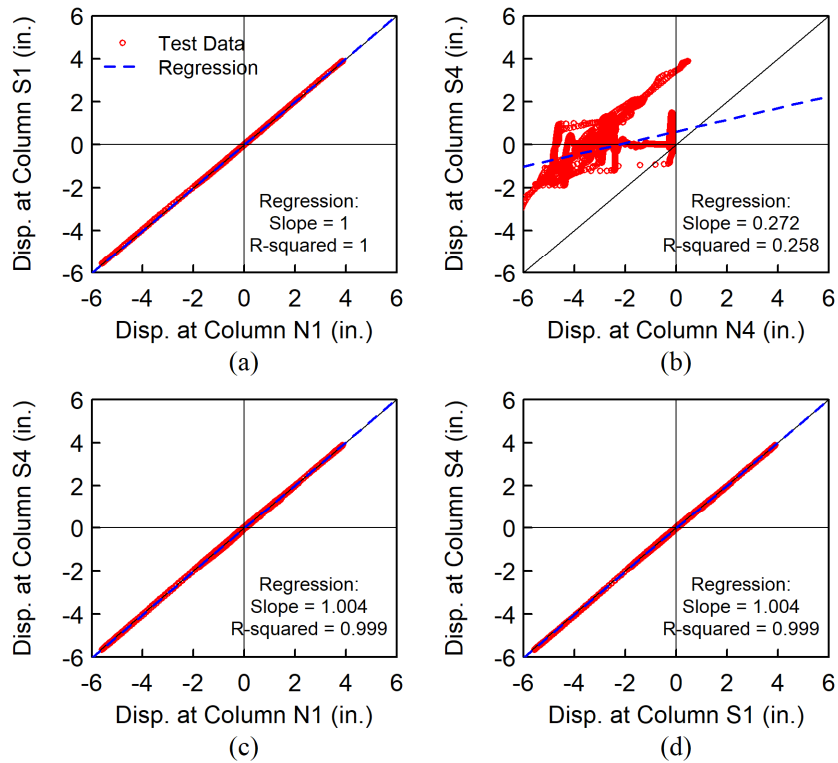 6
4
2
0
-2
-4
-6
Disp. at Column S1 (in.)
Test Data
Regression
Regression:
Slope = 1
R-squared = 1
-6 -4 -2 0 2 4 6
Disp. at Column N1 (in.)
(a)
6
4
2
0
-2
-4
-6
Disp. at Column S4 (in.)
Regression:
Slope = 0.272
R-squared = 0.258
-6 -4 -2 0 2 4 6
Disp. at Column N4 (in.)
(b)
6
4
2
0
-2
-4
-6
Disp. at Column S4 (in.)
Regression:
Slope = 1.004
R-squared = 0.999
-6 -4 -2 0 2 4 6
Disp. at Column N1 (in.)
(c)
6
4
2
0
-2
-4
-6
Disp. at Column S4 (in.)
Regression:
Slope = 1.004
R-squared = 0.999
-6 -4 -2 0 2 4 6
Disp. at Column S1 (in.)
(d)